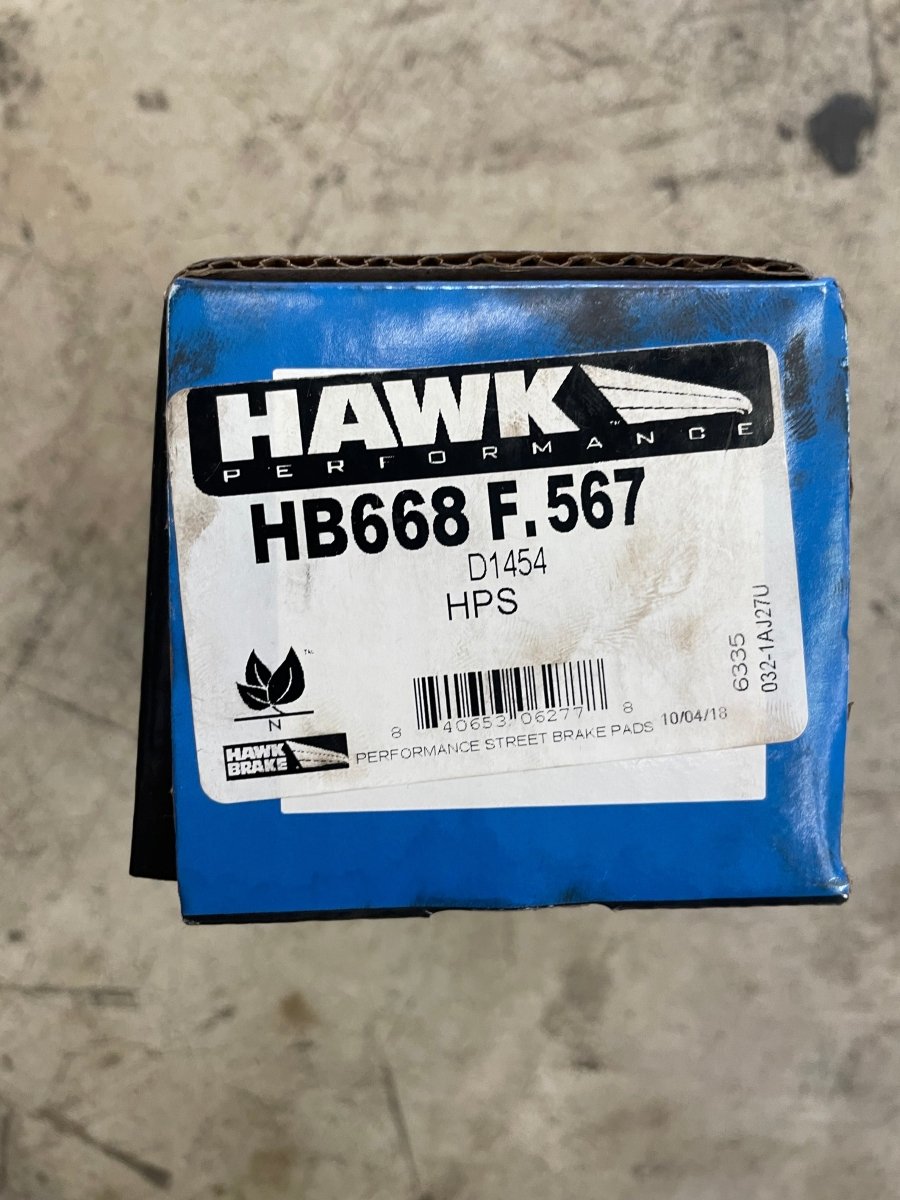 HAWK
PERFORMANCE
HB668 F.567
D1454
HPS
6335
032-1AJ27U
™
N
8 40653 06277 8
HAWK
BRAKE
PERFORMANCE STREET BRAKE PADS 10/04/18